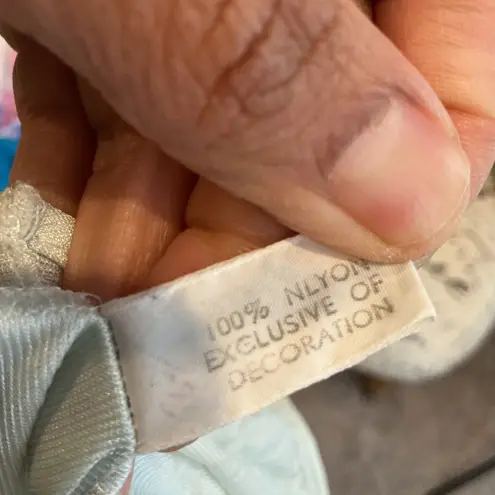 100% NLYON
EXCLUSIVE OF
DECORATION